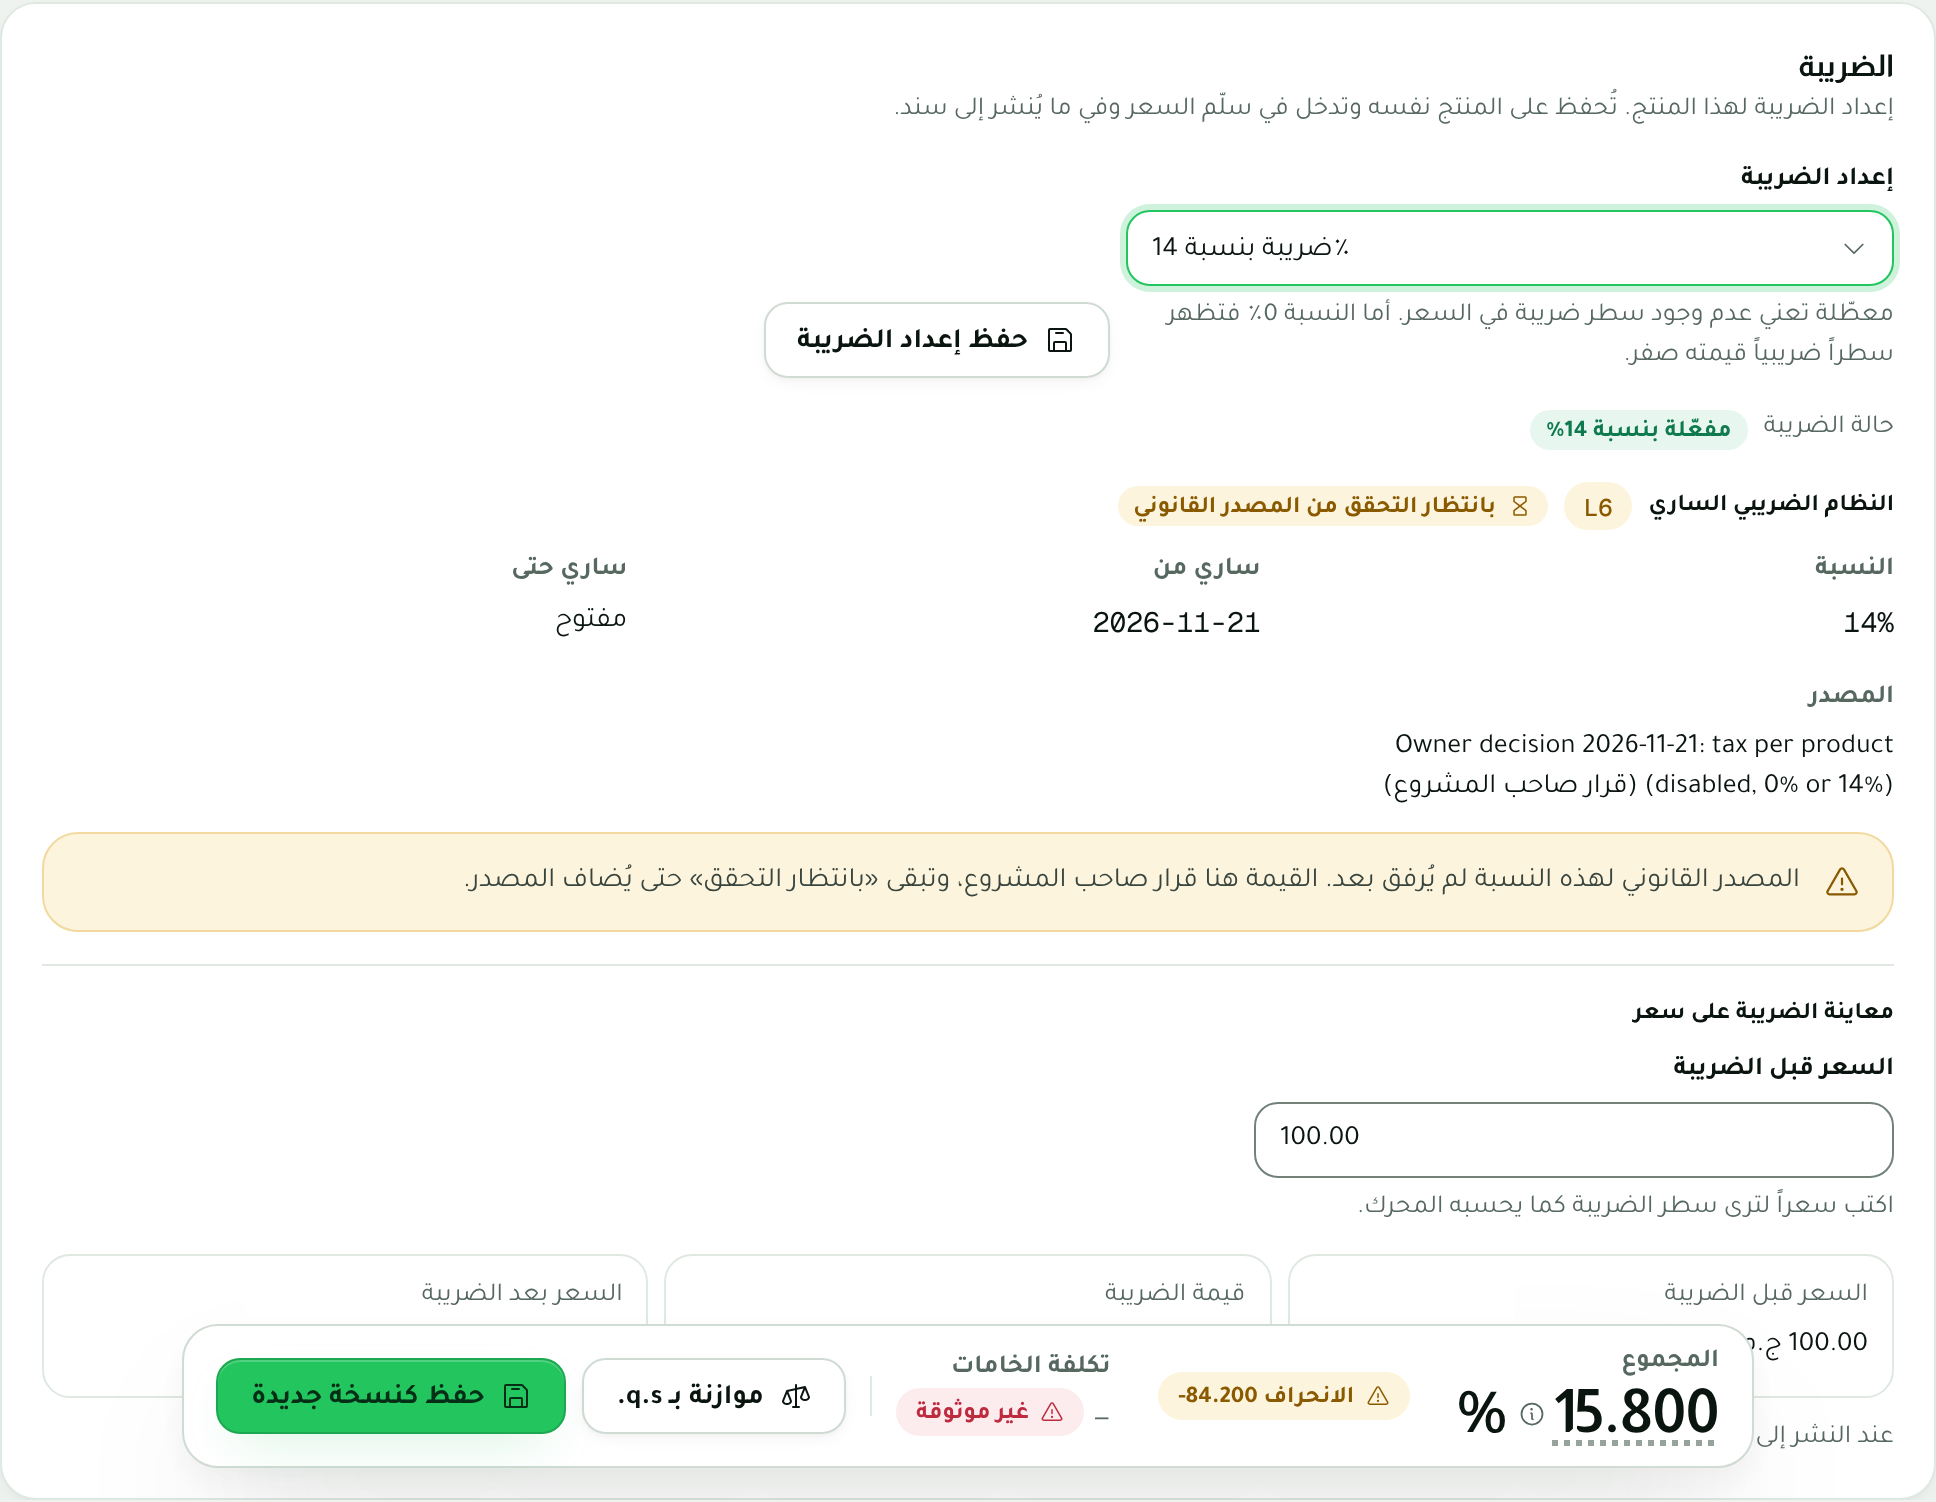 الضريبة
إعداد الضريبة لهذا المنتج. تُحفظ على المنتج نفسه وتدخل في سلّم السعر وفي ما يُنشر إلى سند.
إعداد الضريبة
ضريبة بنسبة 14٪
معطّلة تعني عدم وجود سطر ضريبة في السعر. أما النسبة 0٪ فتظهر
سطراً ضريبياً قيمته صفر.
حفظ إعداد الضريبة
حالة الضريبة مفعّلة بنسبة 14%
النظام الضريبي الساري L6 بانتظار التحقق من المصدر القانوني
النسبة ساري من ساري حتى
14% 2026-11-21 مفتوح
المصدر
Owner decision 2026-11-21: tax per product
(disabled, 0% or 14%) (قرار صاحب المشروع)
المصدر القانوني لهذه النسبة لم يُرفق بعد. القيمة هنا قرار صاحب المشروع، وتبقى «بانتظار التحقق» حتى يُضاف المصدر.
معاينة الضريبة على سعر
السعر قبل الضريبة
100.00
اكتب سعراً لترى سطر الضريبة كما يحسبه المحرك.
السعر قبل الضريبة قيمة الضريبة السعر بعد الضريبة
100.00 ج.م
عند النشر إلى
المجموع
15.800 %
الانحراف 84.200-
تكلفة الخامات
– غير موثوقة
موازنة بـ q.s.
حفظ كنسخة جديدة